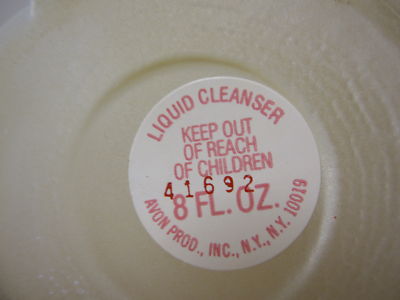 LIQUID CLEANSER
KEEP OUT
OF REACH
OF CHILDREN
41692
8 FL. OZ.
AVON PROD., INC., N.Y., N.Y. 10019